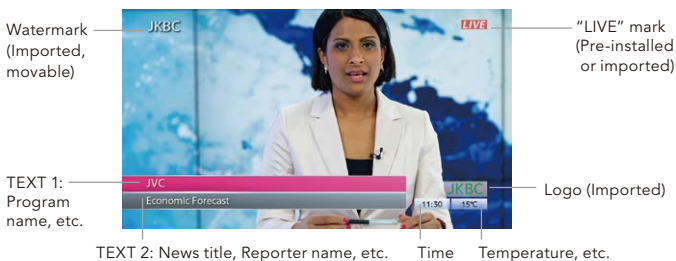 Watermark
(Imported,
movable)
JKBC
LIVE
“LIVE” mark
(Pre-installed
or imported)
TEXT 1:
Program
name, etc.
JVC
Economic Forecast
JKBC
11:30 15℃
Logo (Imported)
TEXT 2: News title, Reporter name, etc. Time Temperature, etc.